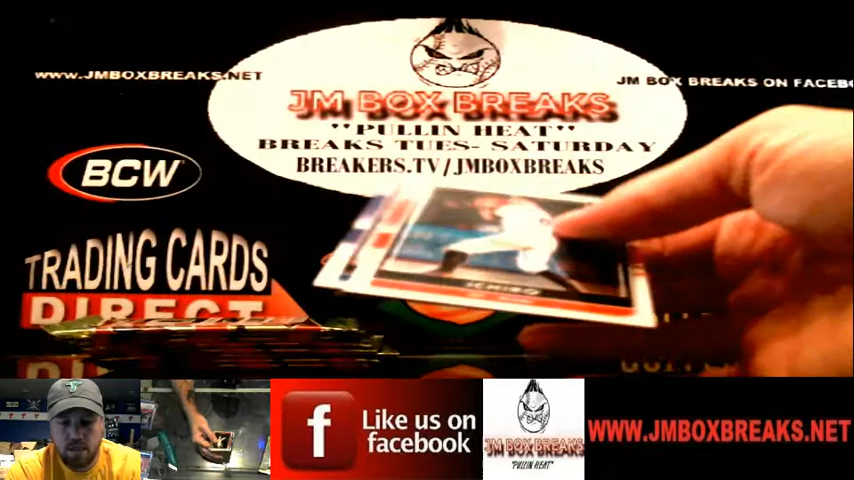 WWW.JMBOXBREAKS.NET
JM BOX BREAKS ON FACEBO
JM BOX BREAKS
"PULLIN HEAT"
BREAKS TUES- SATURDAY
BREAKERS.TV/JMBOXBREAKS
BCW
TRADING CARDS
DIRECT
ICHIRO
f
Like us on
facebook
JM BOX BREAKS
"PULLIN HEAT"
WWW.JMBOXBREAKS.NET